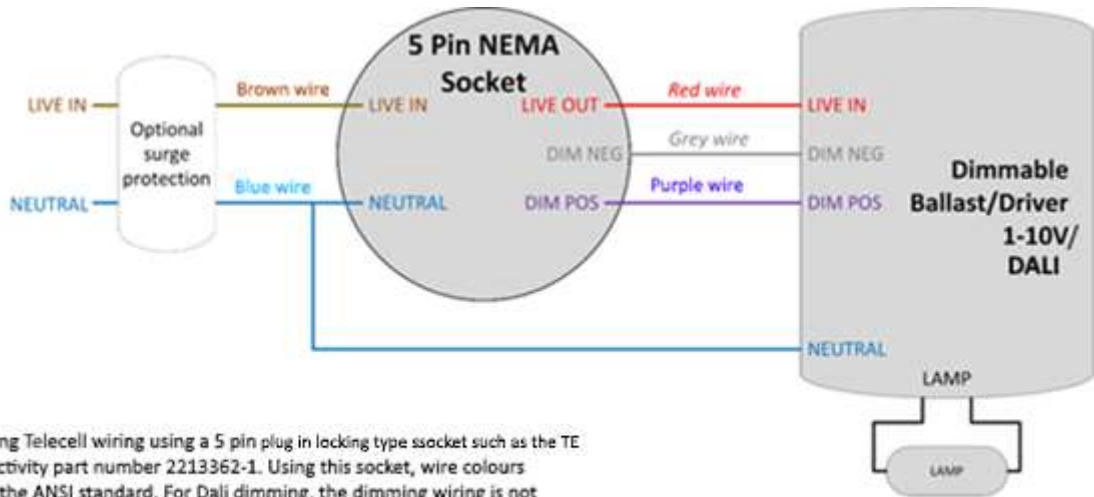 5 Pin NEMA
Socket
LIVE IN
Brown wire
LIVE IN
LIVE OUT
Red wire
LIVE IN
Optional
surge
protection
DIM NEG
Grey wire
DIM NEG
NEUTRAL
Blue wire
NEUTRAL
DIM POS
Purple wire
DIM POS
Dimmable
Ballast/Driver
1-10V/
DALI
NEUTRAL
LAMP
LAMP
ng Telecell wiring using a 5 pin plug in locking type ssocket such as the TE
ctivity part number 2213362-1. Using this socket, wire colours
the ANSI standard. For Dali dimming, the dimming wiring is not